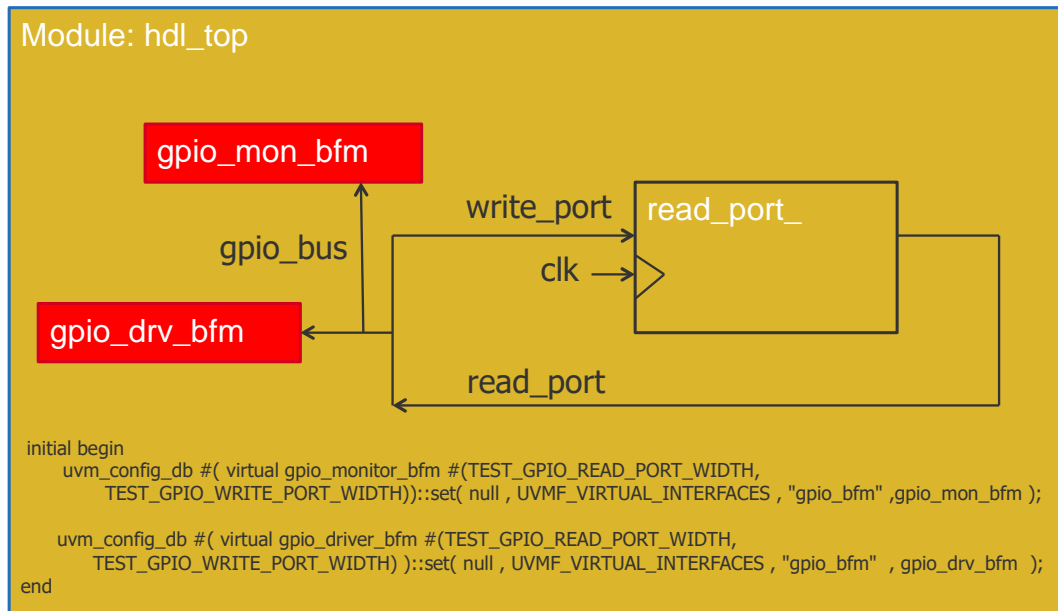 Module: hdl_top
gpio_mon_bfm
write_port
read_port_
gpio_bus
clk
gpio_drv_bfm
read_port
initial begin
uvm_config_db #( virtual gpio_monitor_bfm #(TEST_GPIO_READ_PORT_WIDTH,
TEST_GPIO_WRITE_PORT_WIDTH))::set( null , UVMF_VIRTUAL_INTERFACES , "gpio_bfm" ,gpio_mon_bfm );
uvm_config_db #( virtual gpio_driver_bfm #(TEST_GPIO_READ_PORT_WIDTH,
TEST_GPIO_WRITE_PORT_WIDTH) )::set( null , UVMF_VIRTUAL_INTERFACES , "gpio_bfm" , gpio_drv_bfm );
end